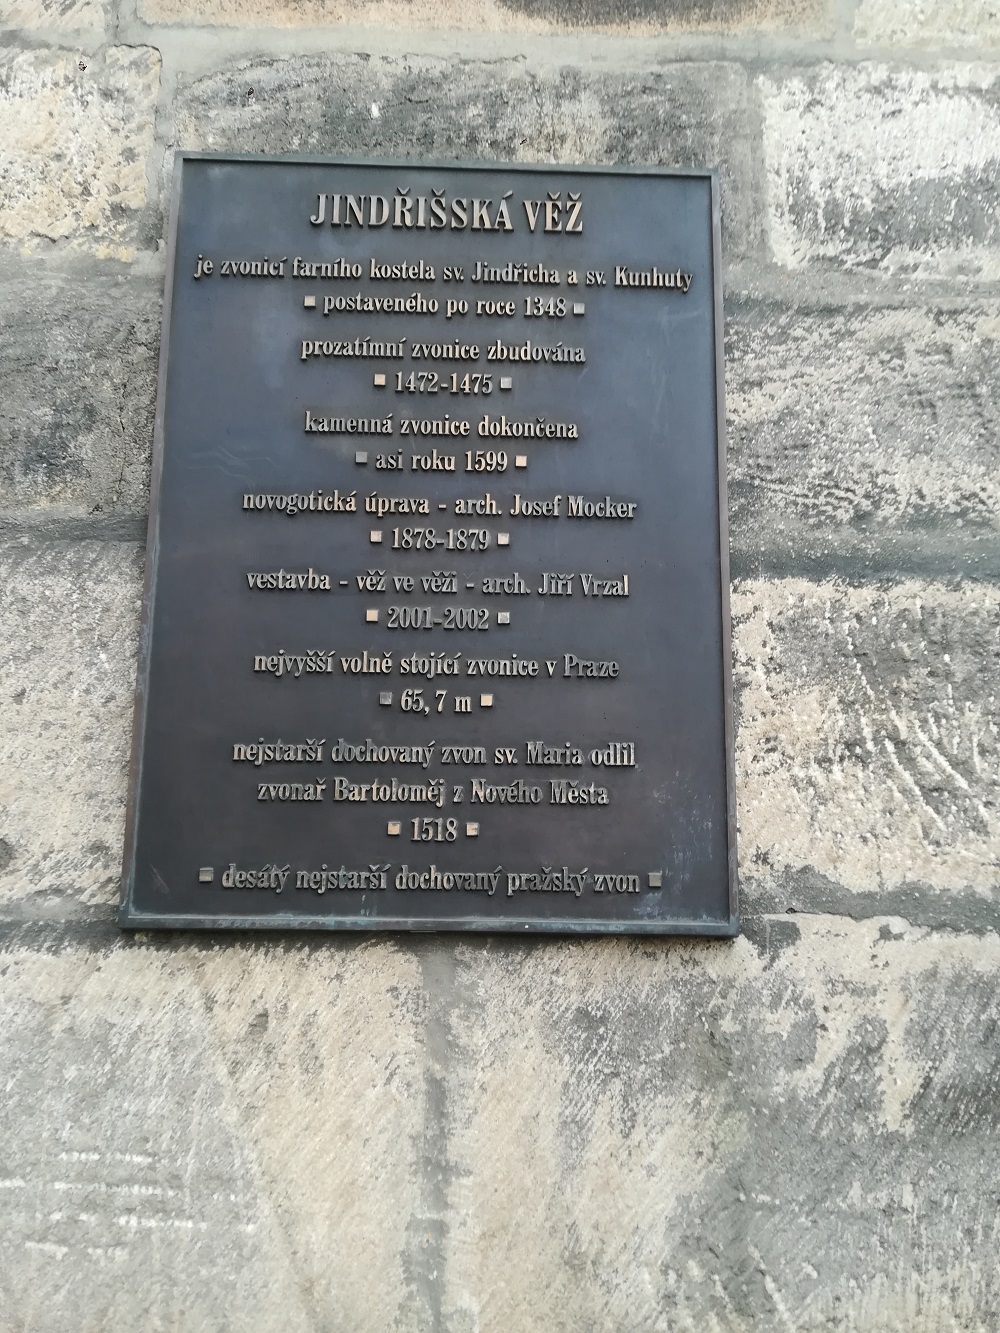 JINDŘIŠSKÁ VĚŽ
je zvonicí farního kostela sv. Jindřicha a sv. Kunhuty
▪ postaveného po roce 1348 ▪
prozatímní zvonice zbudována
▪ 1472-1475 ▪
kamenná zvonice dokončena
▪ asi roku 1599 ▪
novogotická úprava - arch. Josef Mocker
▪ 1878-1879 ▪
vestavba - věž ve věži - arch. Jiří Vrzal
▪ 2001-2002 ▪
nejvyšší volně stojící zvonice v Praze
▪ 65,7 m ▪
nejstarší dochovaný zvon sv. Maria odlil
zvonař Bartoloměj z Nového Města
▪ 1518 ▪
▪ desátý nejstarší dochovaný pražský zvon ▪